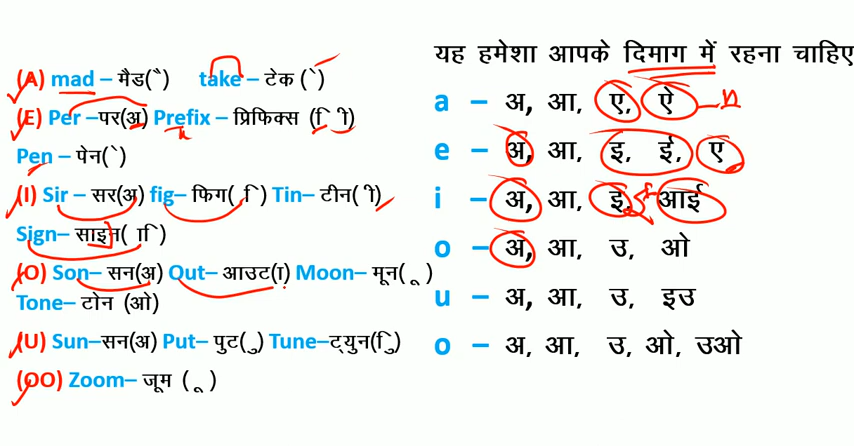 (A) mad – मैड(ˋˋ) take – टेक (ˋ)
(E) Per –पर(अ) Prefix – प्रिफिक्स (ि ी)
Pen – पेन(ˋ)
(I) Sir – सर(अ) fig– फिग( ि) Tin – टीन( ी)
Sign– साइन( ाि)
(O) Son– सन(अ) Out– आउट(ा) Moon– मून( ू )
Tone– टोन (ओ)
(U) Sun–सन(अ) Put– पुट( ु) Tune–ट्युन(ि ु)
(OO) Zoom– जूम ( ू )
यह हमेशा आपके दिमाग में रहना चाहिए
a – अ, आ, ए, ऐ n
e – अ, आ, इ, ई, ए
i – अ, आ, इ, आई
o – अ, आ, उ, ओ
u – अ, आ, उ, इउ
o – अ, आ, उ, ओ, उओ